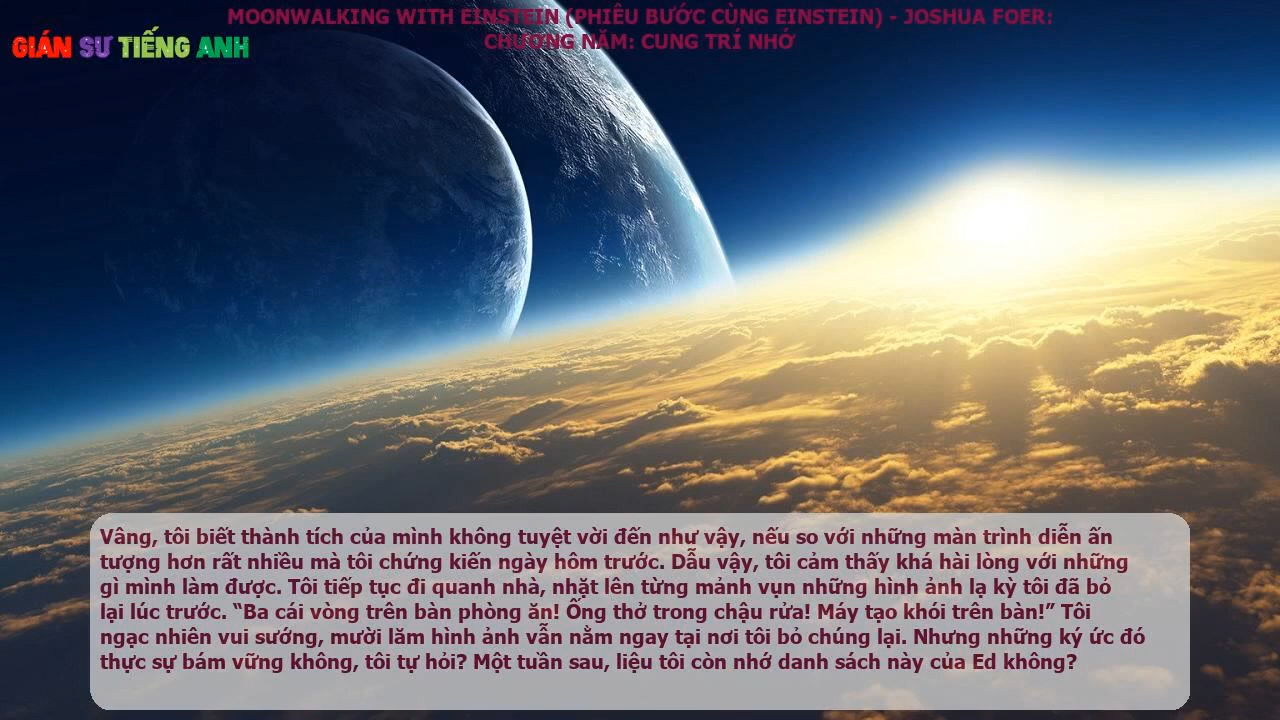 MOONWALKING WITH EINSTEIN (PHIÊU BƯỚC CÙNG EINSTEIN) - JOSHUA FOER:
CHƯƠNG NĂM: CUNG TRÍ NHỚ
GIÁN SƯ TIẾNG ANH
Vâng, tôi biết thành tích của mình không tuyệt vời đến như vậy, nếu so với những màn trình diễn ấn
tượng hơn rất nhiều mà tôi chứng kiến ngày hôm trước. Dẫu vậy, tôi cảm thấy khá hài lòng với những
gì mình làm được. Tôi tiếp tục đi quanh nhà, nhặt lên từng mảnh vụn những hình ảnh lạ kỳ tôi đã bỏ
lại lúc trước. “Ba cái vòng trên bàn phòng ăn! Ống thở trong chậu rửa! Máy tạo khói trên bàn!” Tôi
ngạc nhiên vui sướng, mười lăm hình ảnh vẫn nằm ngay tại nơi tôi bỏ chúng lại. Nhưng những ký ức đó
thực sự bám vững không, tôi tự hỏi? Một tuần sau, liệu tôi còn nhớ danh sách này của Ed không?